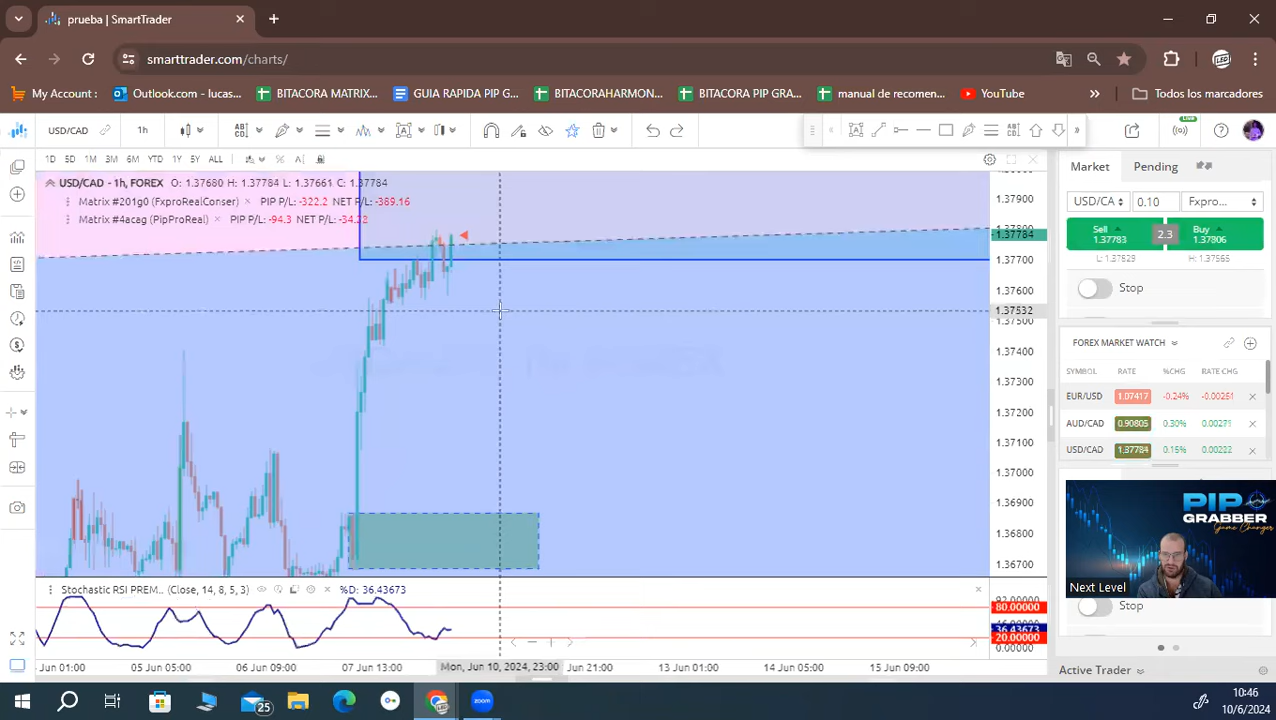 prueba | SmartTrader
smarttrader.com/charts/
My Account:
Outlook.com - lucas...
BITACORA MATRIX...
GUIA RAPIDA PIP G...
BITACORAHARMON...
BITACORA PIP GRA...
manual de recomen...
YouTube
Todos los marcadores
USD/CAD
1h
LIVE
1D 5D 1M 3M 6M YTD 1Y 5Y ALL
USD/CAD - 1h, FOREX O: 1.37680 H: 1.37784 L: 1.37661 C: 1.37784
Matrix #201g0 (FxproRealConser) × PIP P/L: -322.2 NET P/L: -389.16
Matrix #4acag (PipProReal) × PIP P/L: -94.3 NET P/L: -34.22
1.37900
1.37784
1.37700
1.37600
1.37532
1.37500
1.37400
1.37300
1.37200
1.37100
1.37000
1.36900
1.36800
1.36700
Stochastic RSI PREM.. (Close, 14, 8, 5, 3) %D: 36.43673
80.00000
36.43673
20.00000
0.00000
Jun 01:00
05 Jun 05:00
06 Jun 09:00
07 Jun 13:00
Mon, Jun 10, 2024, 23:00
Jun 21:00
13 Jun 01:00
14 Jun 05:00
15 Jun 09:00
Market
Pending
USD/CA
0.10
Fxpro...
Sell
1.37783
2.3
Buy
1.37806
Stop
FOREX MARKET WATCH
SYMBOL RATE %CHG RATE CHG
EUR/USD 1.07417 -0.24% -0.00251
AUD/CAD 0.90805 0.30% 0.00271
USD/CAD 1.37784 0.15% 0.00222
PIP
GRABBER
Game Changer
Next Level
Stop
Active Trader
25
zoom
10:46
10/6/2024